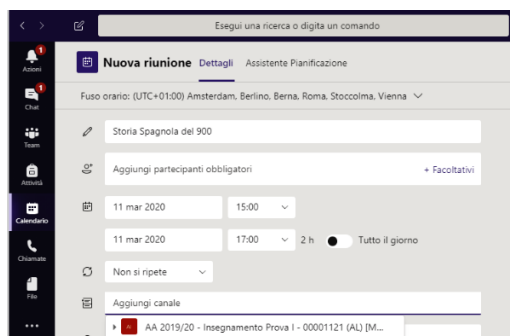 Esegui una ricerca o digita un comando
1
Azioni
Nuova riunione Dettagli Assistente Pianificazione
1
Chat
Fuso orario: (UTC+01:00) Amsterdam, Berlino, Berna, Roma, Stoccolma, Vienna
Team
Storia Spagnola del 900
Attività
Aggiungi partecipanti obbligatori + Facoltativi
Calendario
11 mar 2020 15:00
11 mar 2020 17:00 2 h Tutto il giorno
Chiamate
Non si ripete
File
Aggiungi canale
AA 2019/20 - Insegnamento Prova I - 00001121 (AL) [M...